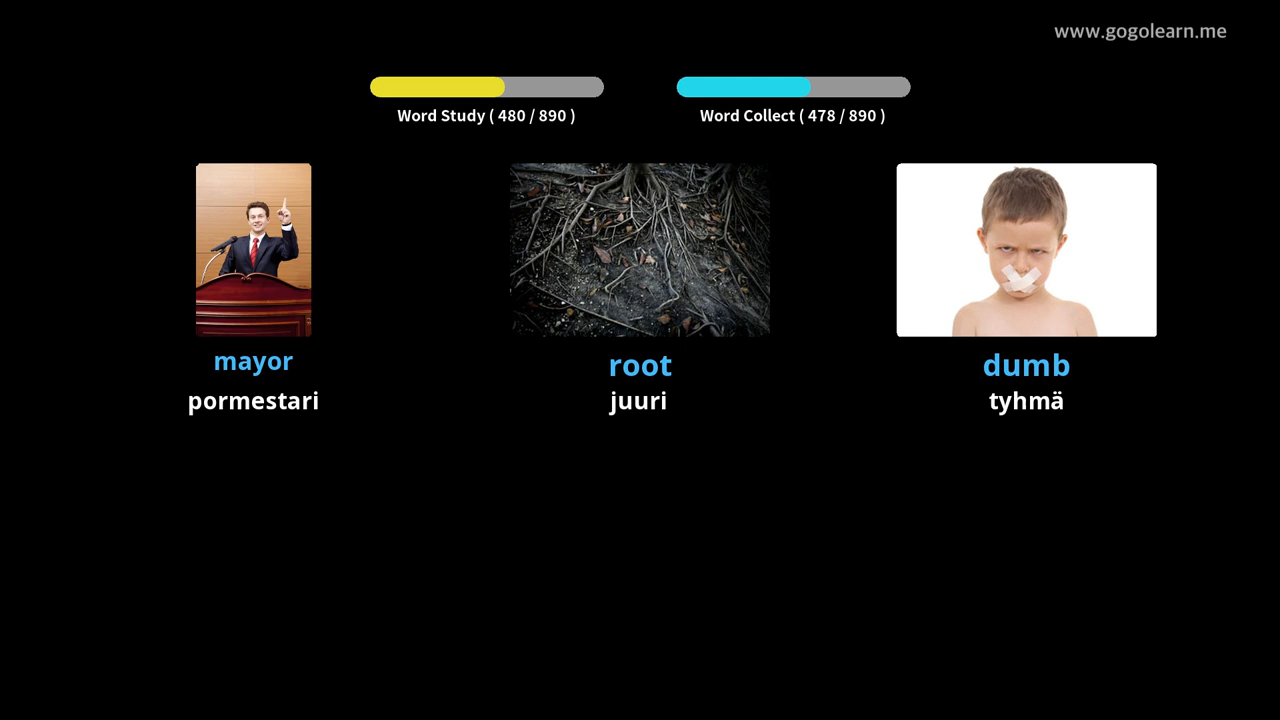 www.gogolearn.me
Word Study ( 480 / 890 )
Word Collect ( 478 / 890 )
mayor
pormestari
root
juuri
dumb
tyhmä